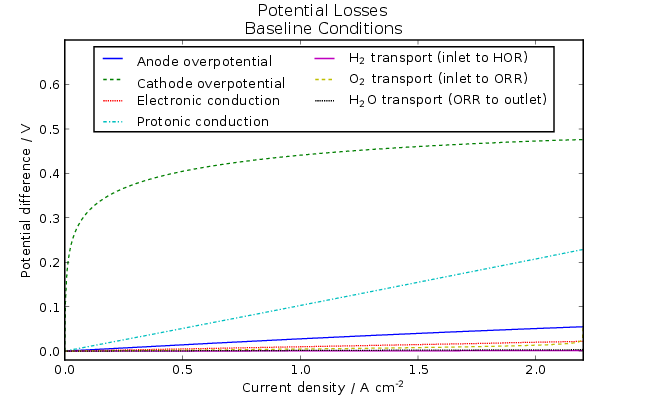 Potential Losses
Baseline Conditions
Anode overpotential
Cathode overpotential
Electronic conduction
Protonic conduction
H2 transport (inlet to HOR)
O2 transport (inlet to ORR)
H2O transport (ORR to outlet)
Potential difference / V
0.6
0.5
0.4
0.3
0.2
0.1
0.0
0.0 0.5 1.0 1.5 2.0
Current density / A cm-2